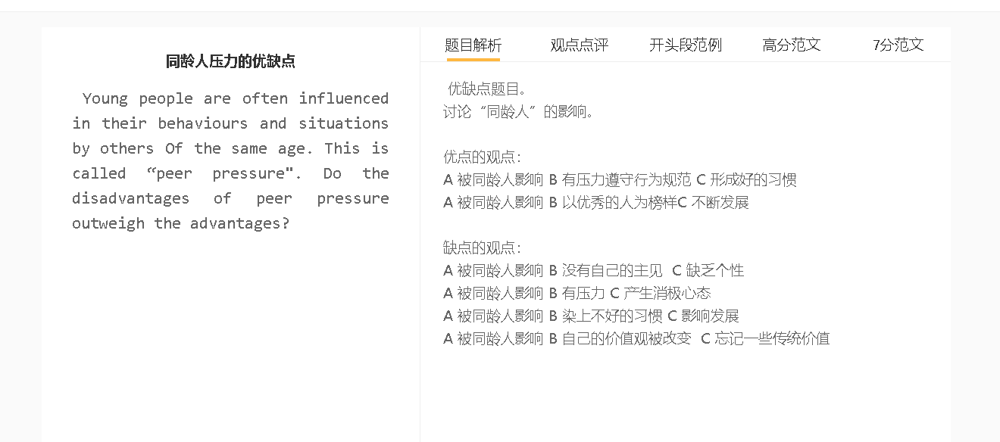 同龄人压力的优缺点
Young people are often influenced
in their behaviours and situations
by others Of the same age. This is
called “peer pressure". Do the
disadvantages of peer pressure
outweigh the advantages?
题目解析 观点点评 开头段范例 高分范文 7分范文
优缺点题目。
讨论“同龄人”的影响。
优点的观点：
A 被同龄人影响 B 有压力遵守行为规范 C 形成好的习惯
A 被同龄人影响 B 以优秀的人为榜样C 不断发展
缺点的观点：
A 被同龄人影响 B 没有自己的主见 C 缺乏个性
A 被同龄人影响 B 有压力 C 产生消极心态
A 被同龄人影响 B 染上不好的习惯 C 影响发展
A 被同龄人影响 B 自己的价值观被改变 C 忘记一些传统价值